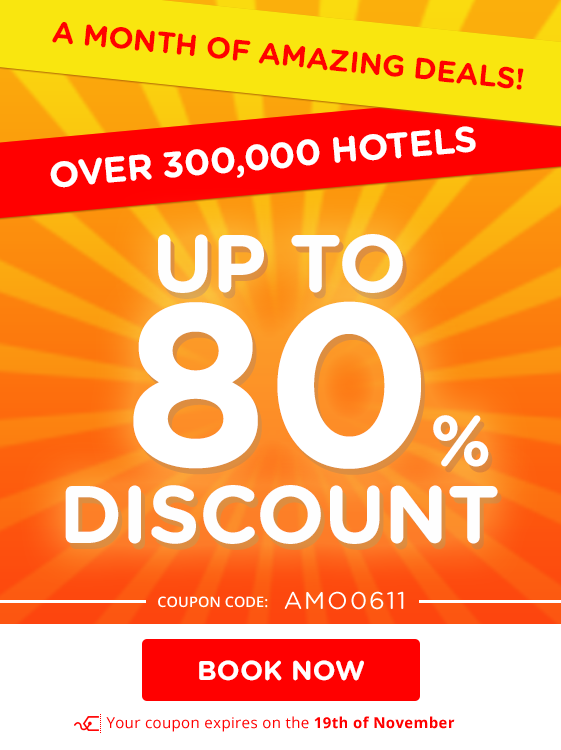 A MONTH OF AMAZING DEALS!
OVER 300,000 HOTELS
UP TO
80%
DISCOUNT
COUPON CODE: AMO0611
BOOK NOW
Your coupon expires on the 19th of November